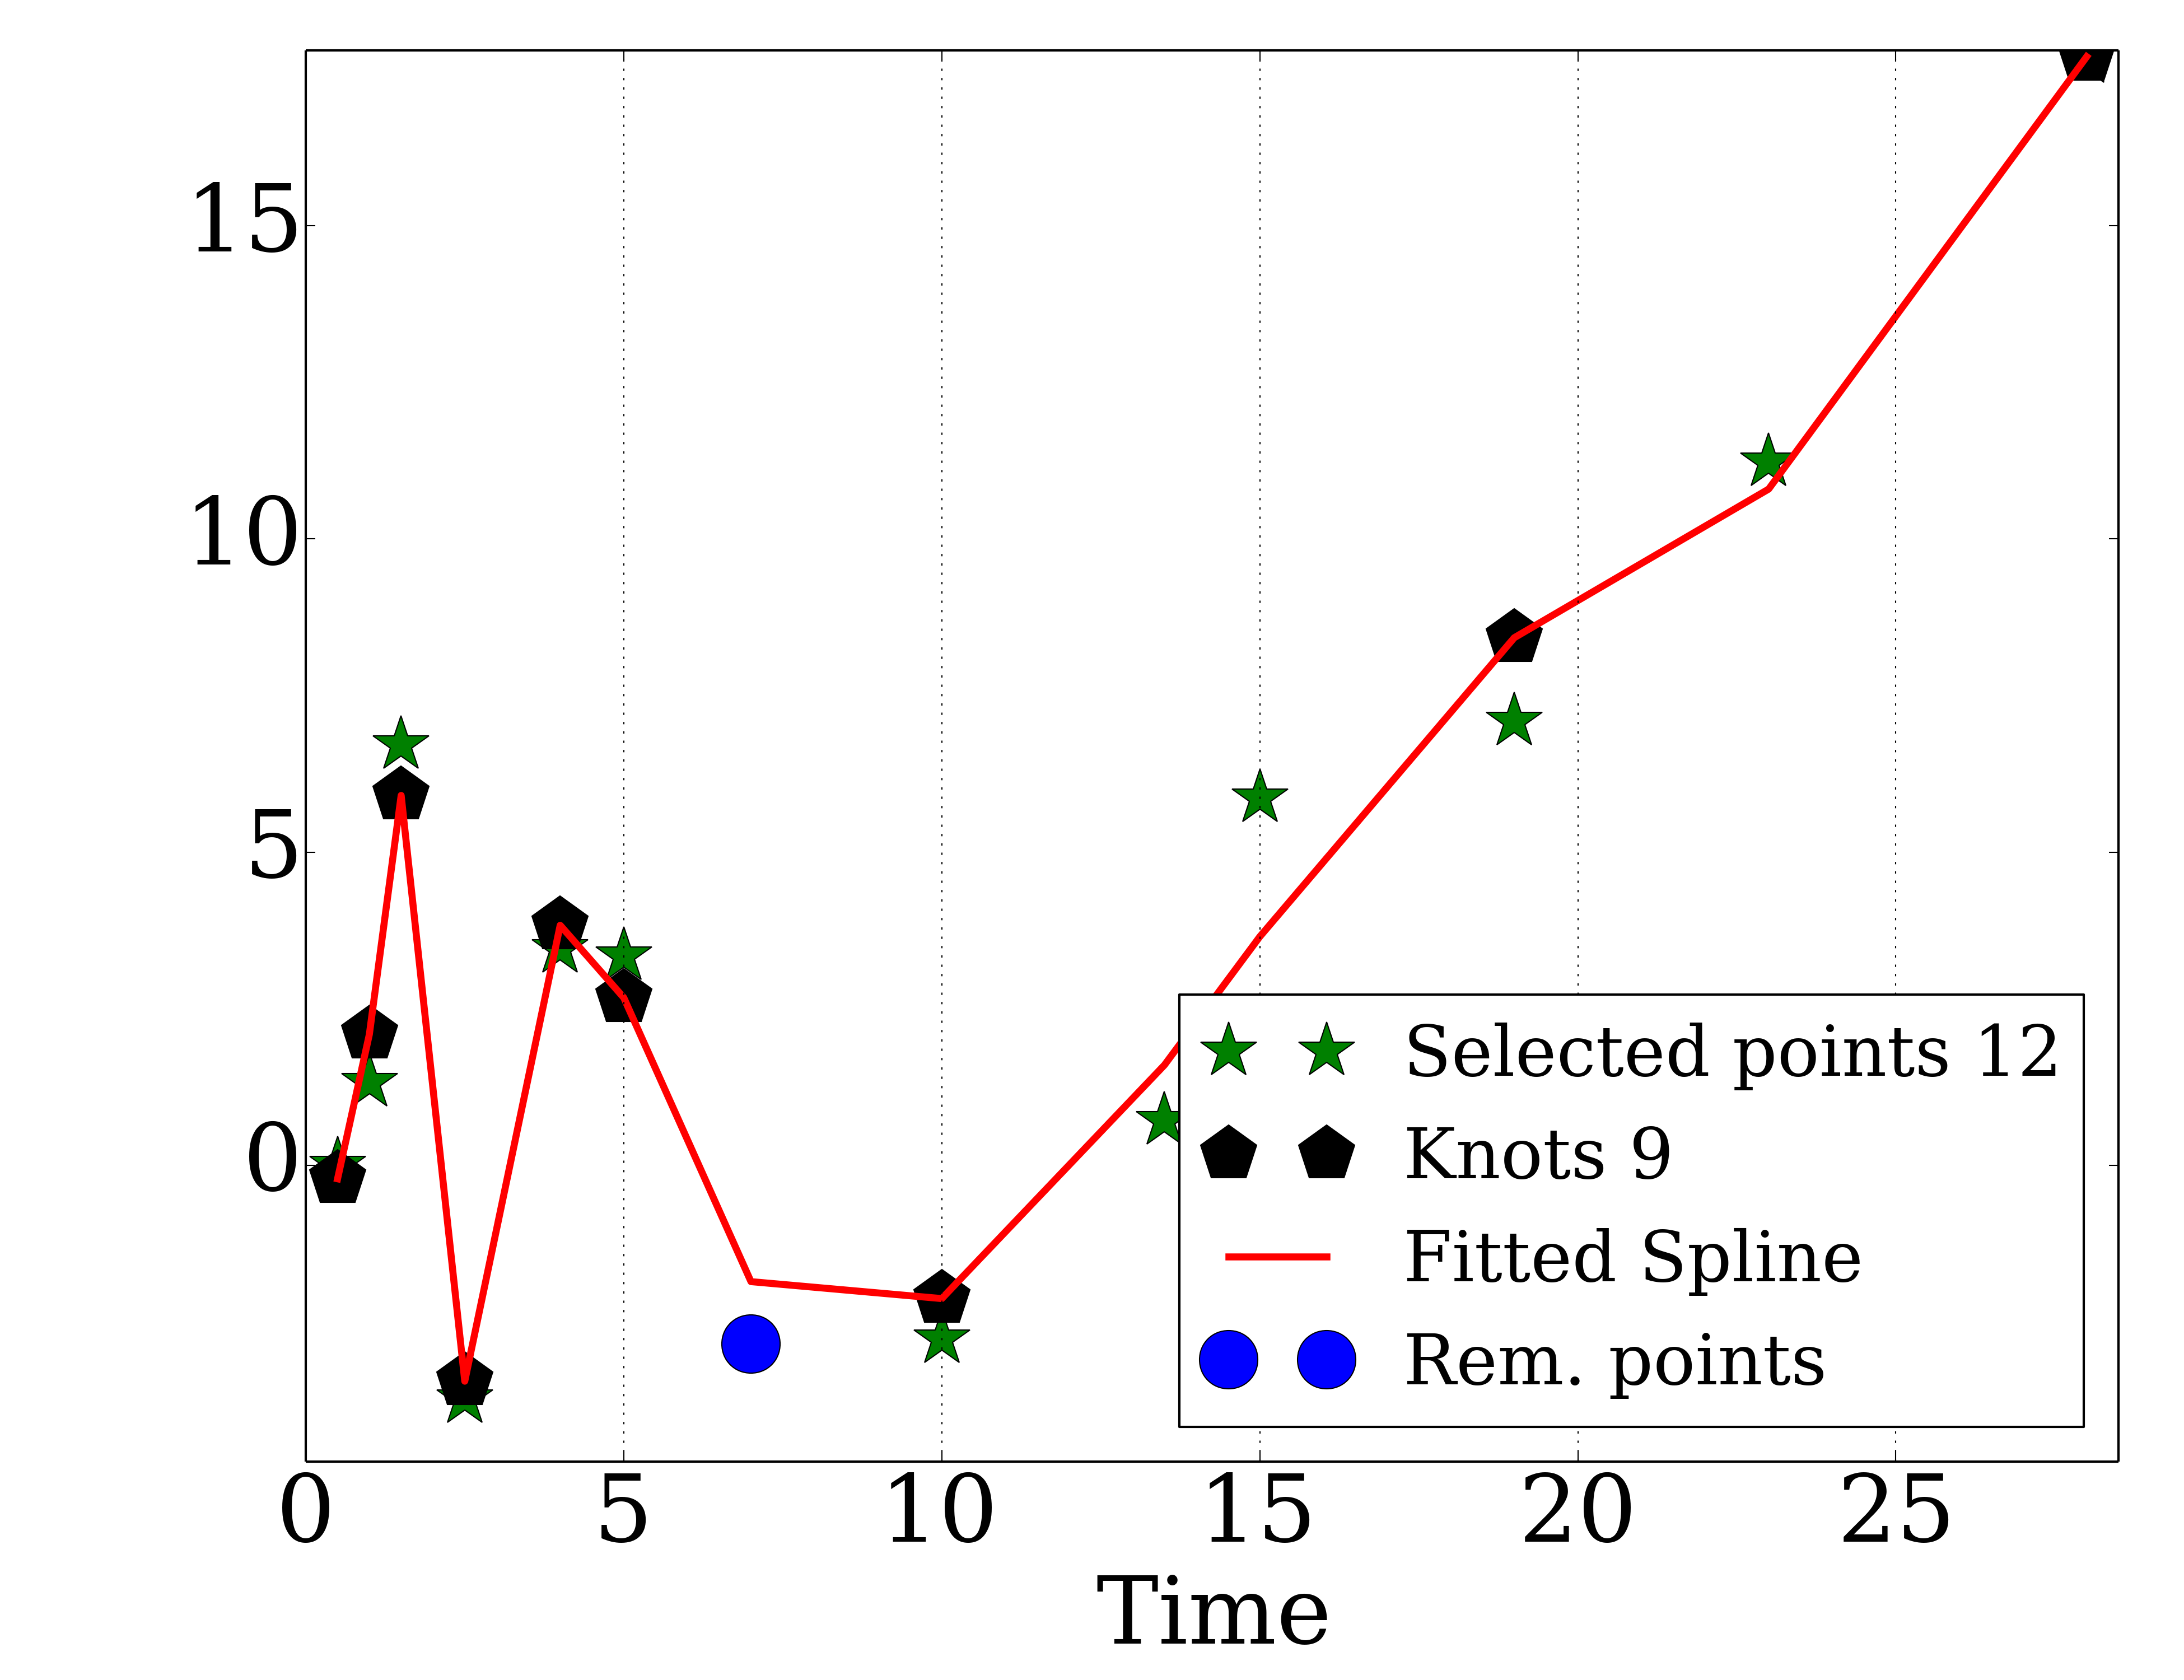 15
10
5
0
Selected points 12
Knots 9
Fitted Spline
Rem. points
0 5 10 15 20 25
Time